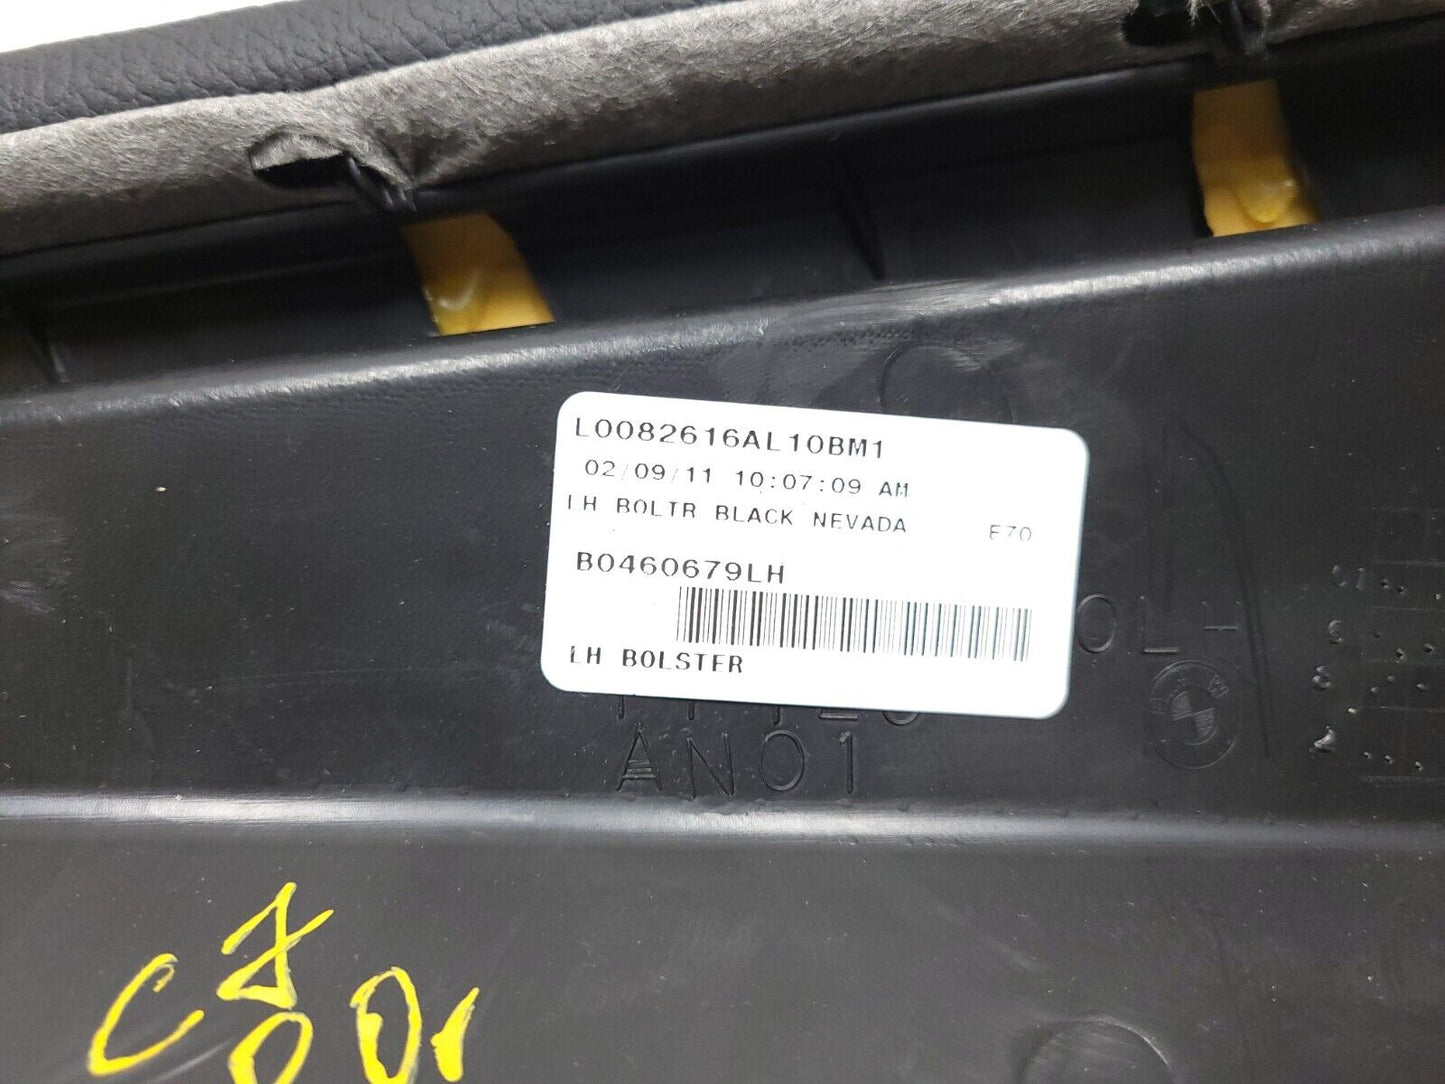 L0082616AL10BM1
02/09/11 10:07:09 AM
LH BOLTR BLACK NEVADA E70
B0460679LH
LH BOLSTER
AN01